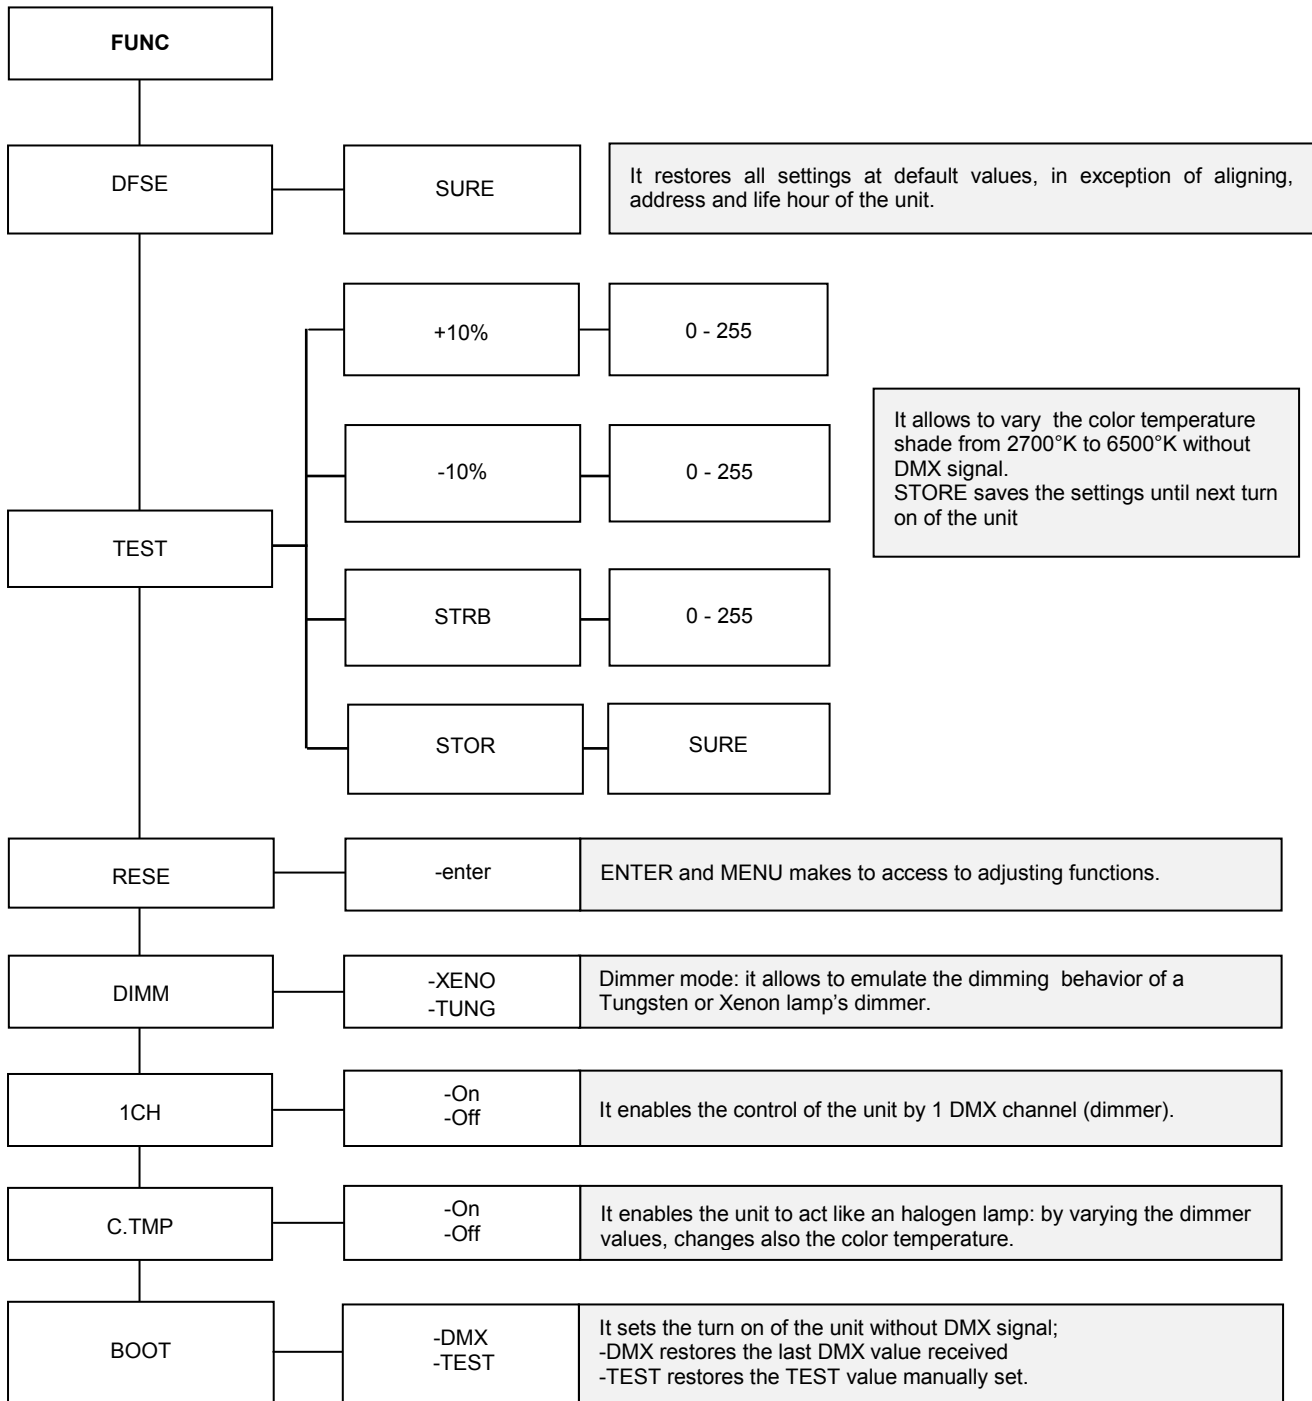 FUNC
DFSE
SURE
It restores all settings at default values, in exception of aligning,
address and life hour of the unit.
+10%
0 - 255
-10%
0 - 255
It allows to vary the color temperature
shade from 2700°K to 6500°K without
DMX signal.
STORE saves the settings until next turn
on of the unit
TEST
STRB
0 - 255
STOR
SURE
RESE
-enter
ENTER and MENU makes to access to adjusting functions.
DIMM
-XENO
-TUNG
Dimmer mode: it allows to emulate the dimming behavior of a
Tungsten or Xenon lamp’s dimmer.
1CH
-On
-Off
It enables the control of the unit by 1 DMX channel (dimmer).
C.TMP
-On
-Off
It enables the unit to act like an halogen lamp: by varying the dimmer
values, changes also the color temperature.
BOOT
-DMX
-TEST
It sets the turn on of the unit without DMX signal;
-DMX restores the last DMX value received
-TEST restores the TEST value manually set.